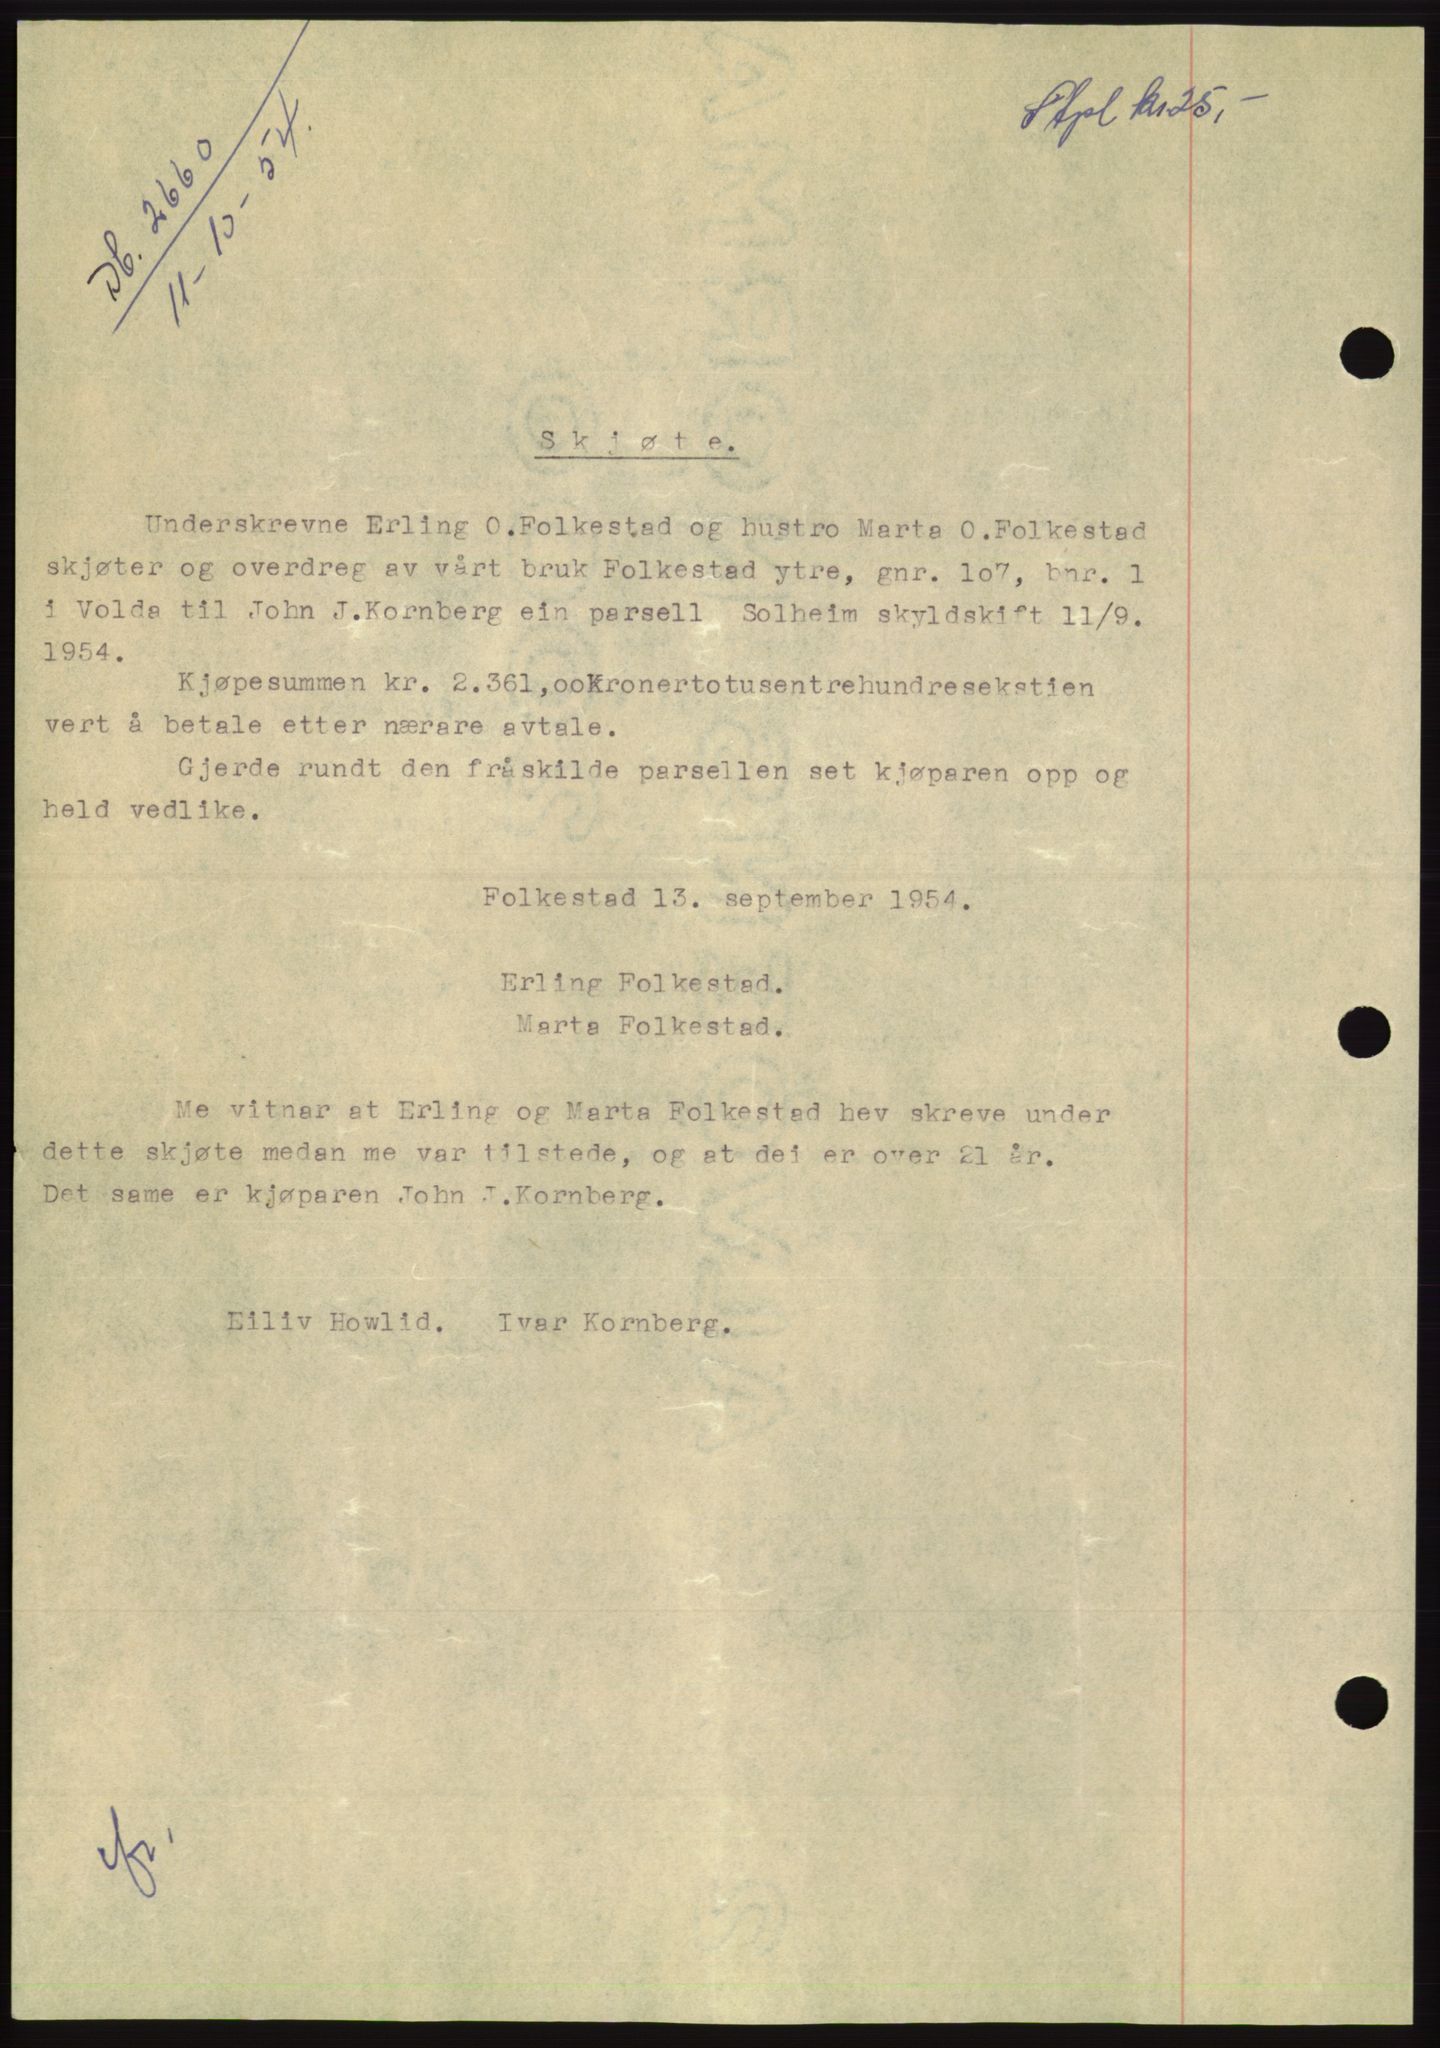 Stpl kr 25,-
Db. 2660
11-10-54.
Skjøte.
Underskrevne Erling O.Folkestad og hustro Marta O.Folkestad
skjøter og overdreg av vårt bruk Folkestad ytre, gnr. 1o7, bnr. 1
i Volda til John J.Kornberg ein parsell Solheim skyldskift 11/9.
1954.
Kjøpesummen kr. 2.361,ooKronertotusentrehundresekstien
vert å betale etter nærare avtale.
Gjerde rundt den fråskilde parsellen set kjøparen opp og
held vedlike.
Folkestad 13. september 1954.
Erling Folkestad.
Marta Folkestad.
Me vitnar at Erling og Marta Folkestad hev skreve under
dette skjøte medan me var tilstede, og at dei er over 21 år.
Det same er kjøparen John J.Kornberg.
Eiliv Howlid. Ivar Kornberg.